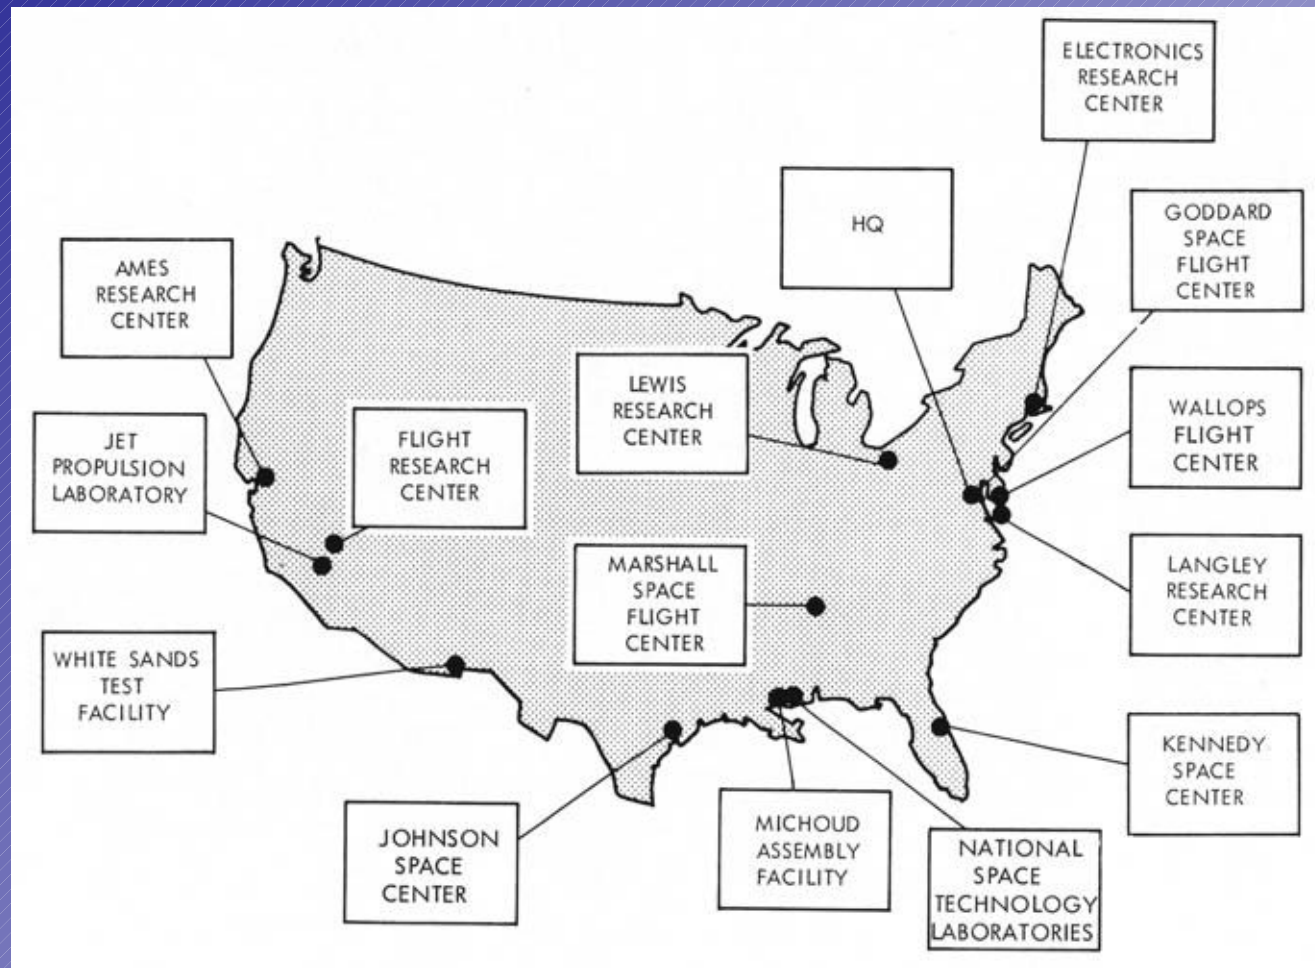 ELECTRONICS
RESEARCH
CENTER
HQ
GODDARD
SPACE
FLIGHT
CENTER
AMES
RESEARCH
CENTER
LEWIS
RESEARCH
CENTER
WALLOPS
FLIGHT
CENTER
JET
PROPULSION
LABORATORY
FLIGHT
RESEARCH
CENTER
MARSHALL
SPACE
FLIGHT
CENTER
LANGLEY
RESEARCH
CENTER
WHITE SANDS
TEST
FACILITY
KENNEDY
SPACE
CENTER
JOHNSON
SPACE
CENTER
MICHOUD
ASSEMBLY
FACILITY
NATIONAL
SPACE
TECHNOLOGY
LABORATORIES